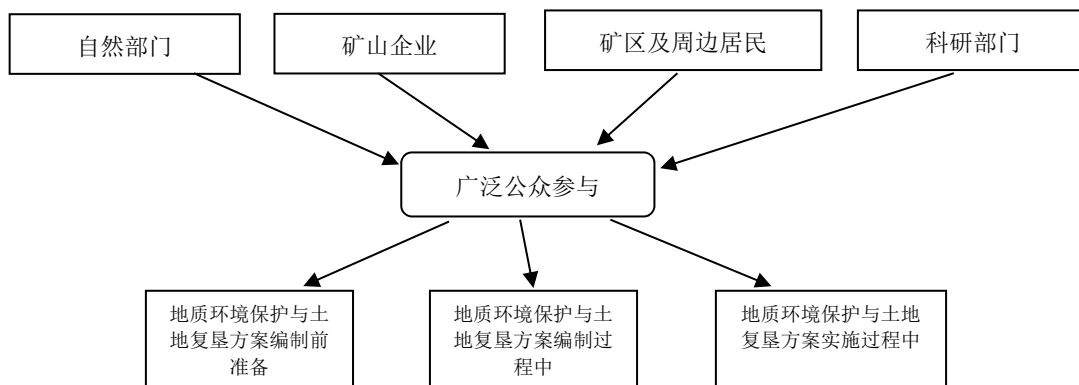 自然部门
矿山企业
矿区及周边居民
科研部门
广泛公众参与
地质环境保护与土
地复垦方案编制前
准备
地质环境保护与土
地复垦方案编制过
程中
地质环境保护与土地
复垦方案实施过程中